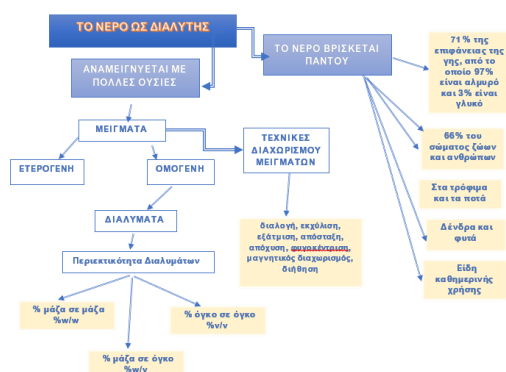 ΤΟ ΝΕΡΟ ΩΣ ΔΙΑΛΥΤΗΣ
ΑΝΑΜΕΙΓΝΥΕΤΑΙ ΜΕ
ΠΟΛΛΕΣ ΟΥΣΙΕΣ
ΤΟ ΝΕΡΟ ΒΡΙΣΚΕΤΑΙ
ΠΑΝΤΟΥ
71% της
επιφάνειας της
γης, από το
οποίο 97%
είναι αλμυρό
και 3% είναι
γλυκό
66% του
σώματος ζώων
και ανθρώπων
Στα τρόφιμα
και τα ποτά
Δένδρα και
φυτά
Είδη
καθημερινής
χρήσης
ΜΕΙΓΜΑΤΑ
ΕΤΕΡΟΓΕΝΗ
ΟΜΟΓΕΝΗ
ΤΕΧΝΙΚΕΣ
ΔΙΑΧΩΡΙΣΜΟΥ
ΜΕΙΓΜΑΤΩΝ
διαλογή, εκχύλιση,
εξάτμιση, απόσταξη,
απόχυση, φυγοκέντριση,
μαγνητικός διαχωρισμός,
διήθηση
ΔΙΑΛΥΜΑΤΑ
Περιεκτικότητα Διαλυμάτων
% μάζα σε μάζα
%w/w
% μάζα σε όγκο
%w/v
% όγκο σε όγκο
%v/v